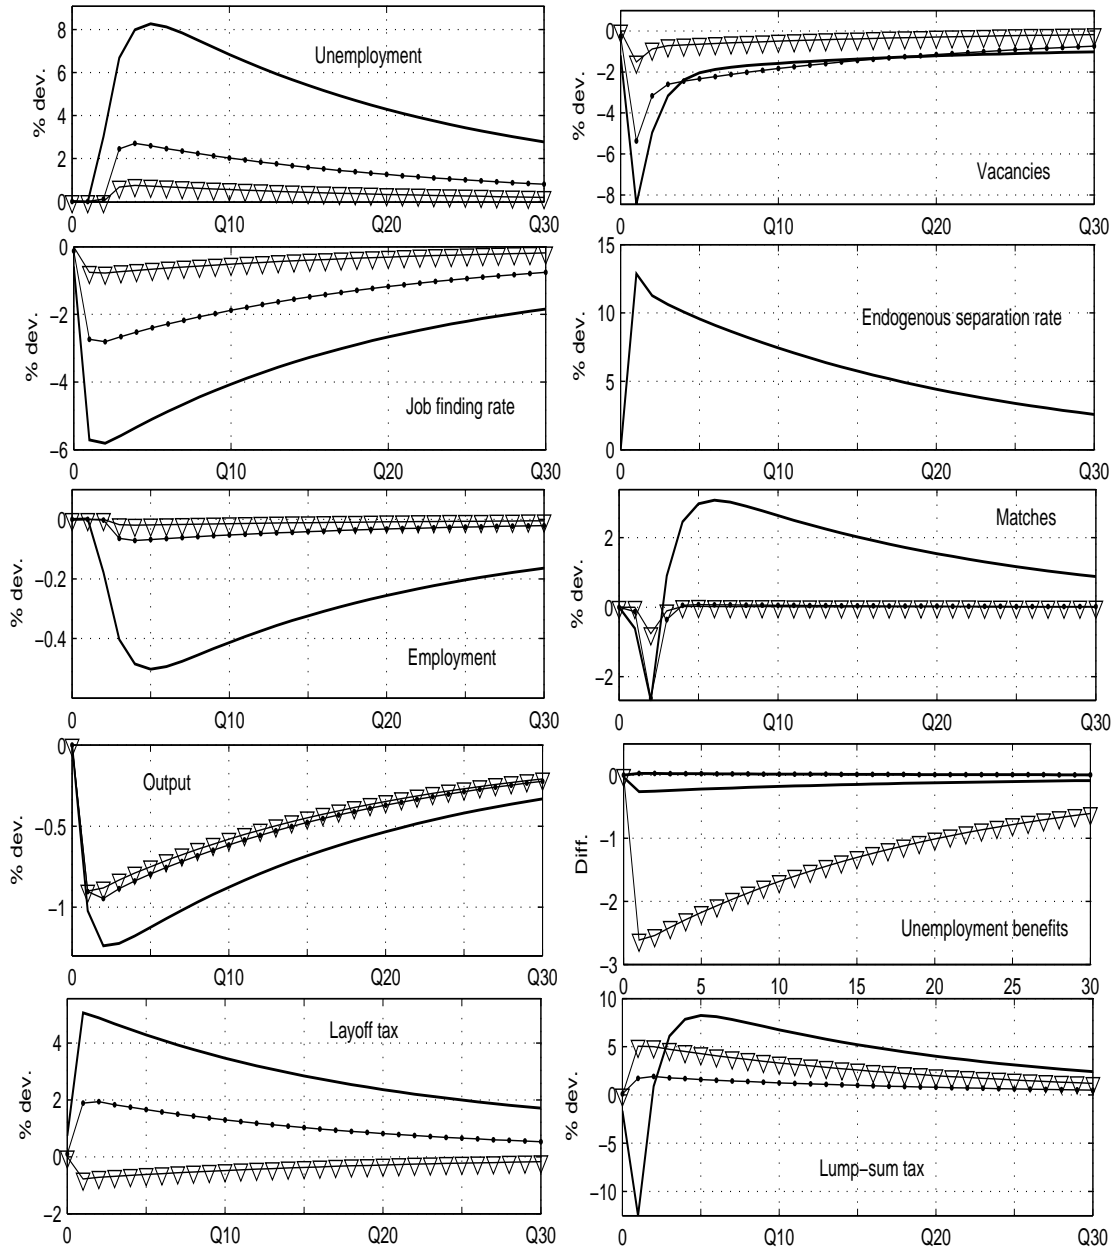 8
6
4
2
0
% dev.
Unemployment
Q10
Q20
Q30
0
−2
−4
−6
−8
% dev.
Vacancies
0
Q10
Q20
Q30
0
−2
−4
−6
% dev.
Job finding rate
0
Q10
Q20
Q30
15
10
5
0
Endogenous separation rate
0
Q10
Q20
Q30
0
−0.2
−0.4
% dev.
Employment
0
Q10
Q20
Q30
2
0
−2
% dev.
Matches
0
Q10
Q20
Q30
0
−0.5
−1
% dev.
Output
0
Q10
Q20
Q30
0
−1
−2
−3
Diff.
Unemployment benefits
0
5
10
15
20
25
30
4
2
0
−2
% dev.
Layoff tax
0
Q10
Q20
Q30
10
5
0
−5
−10
% dev.
Lump−sum tax
0
Q10
Q20
Q30